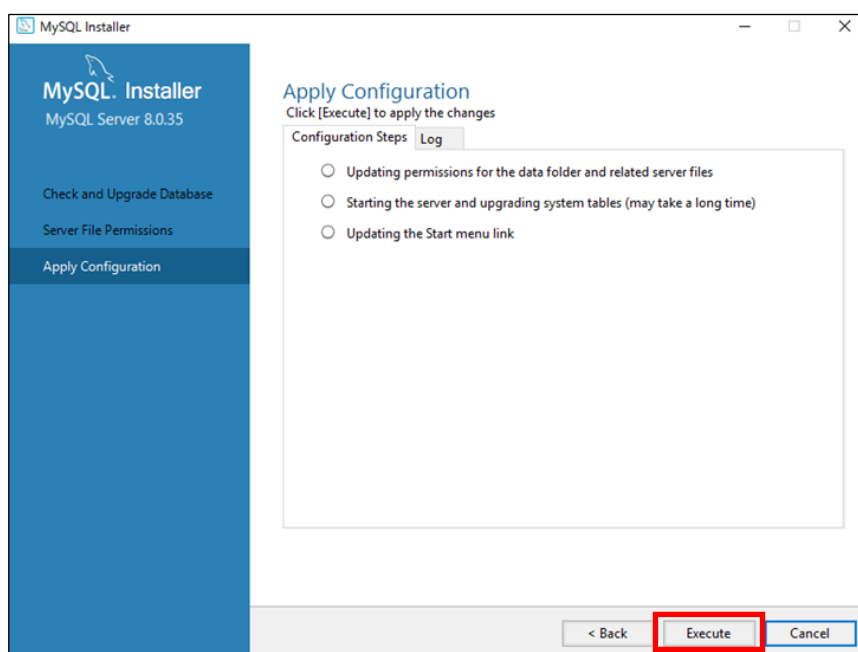 MySQL Installer
MySQL. Installer
MySQL Server 8.0.35
Check and Upgrade Database
Server File Permissions
Apply Configuration
Apply Configuration
Click [Execute] to apply the changes
Configuration Steps Log
Updating permissions for the data folder and related server files
Starting the server and upgrading system tables (may take a long time)
Updating the Start menu link
< Back Execute Cancel